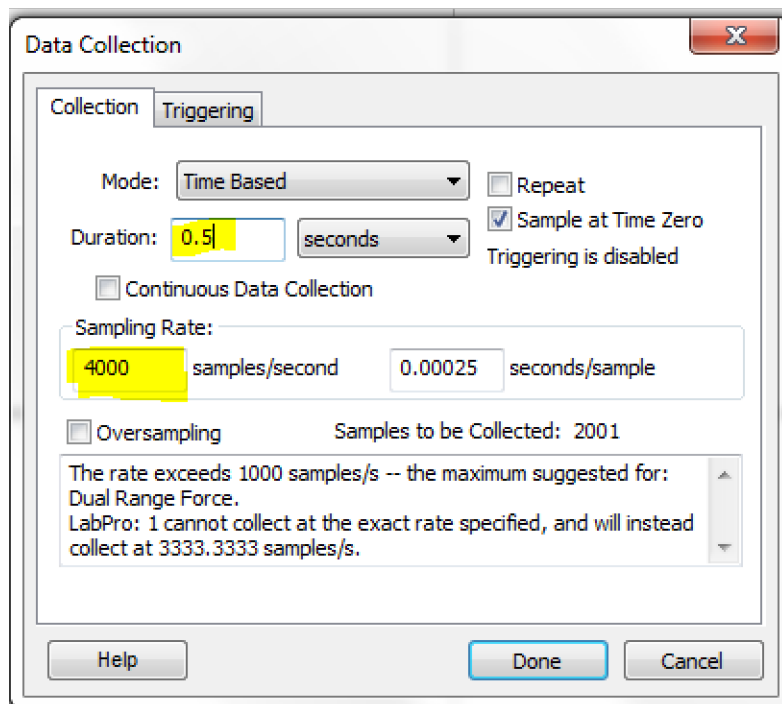 Data Collection
Collection
Triggering
Mode: Time Based
Repeat
Duration: 0.5 seconds
Sample at Time Zero
Triggering is disabled
Continuous Data Collection
Sampling Rate:
4000 samples/second 0.00025 seconds/sample
Oversampling Samples to be Collected: 2001
The rate exceeds 1000 samples/s -- the maximum suggested for:
Dual Range Force.
LabPro: 1 cannot collect at the exact rate specified, and will instead
collect at 3333.3333 samples/s.
Help Done Cancel